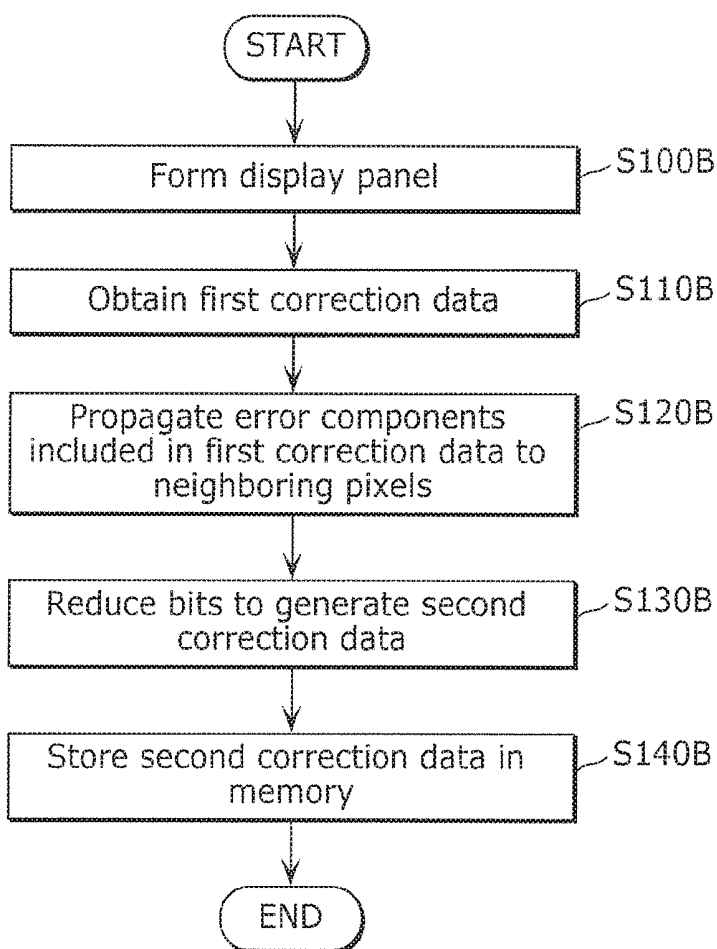 START
Form display panel
S100B
Obtain first correction data
S110B
Propagate error components
included in first correction data to
neighboring pixels
S120B
Reduce bits to generate second
correction data
S130B
Store second correction data in
memory
S140B
END